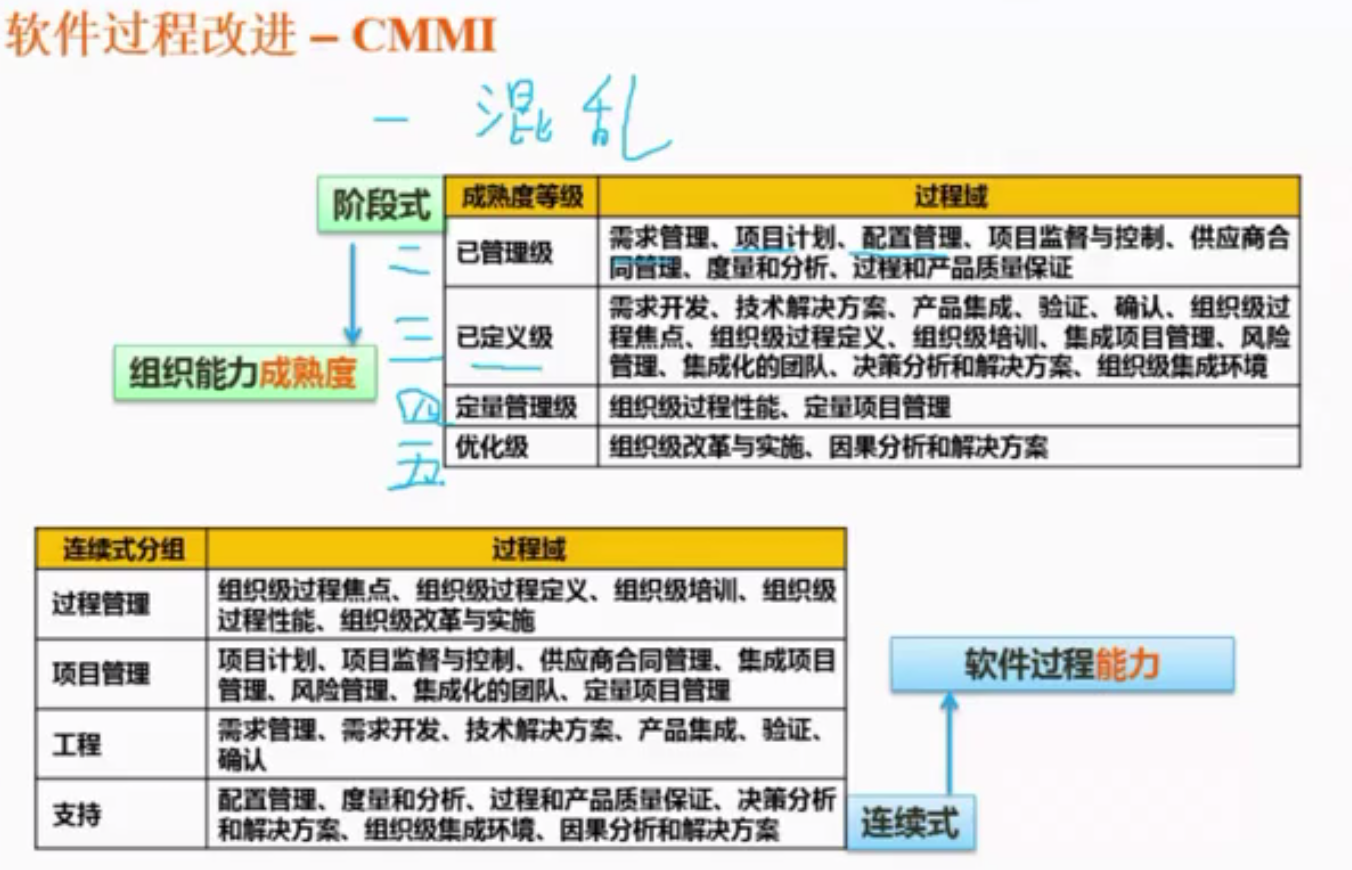 软件过程改进 – CMMI
一 混乱
阶段式
成熟度等级 过程域
二 已管理级 需求管理、项目计划、配置管理、项目监督与控制、供应商合
同管理、度量和分析、过程和产品质量保证
三 已定义级 需求开发、技术解决方案、产品集成、验证、确认、组织级过
程焦点、组织级过程定义、组织级培训、集成项目管理、风险
管理、集成化的团队、决策分析和解决方案、组织级集成环境
组织能力成熟度
四 定量管理级 组织级过程性能、定量项目管理
五 优化级 组织级改革与实施、因果分析和解决方案
连续式分组 过程域
过程管理 组织级过程焦点、组织级过程定义、组织级培训、组织级
过程性能、组织级改革与实施
项目管理 项目计划、项目监督与控制、供应商合同管理、集成项目
管理、风险管理、集成化的团队、定量项目管理
工程 需求管理、需求开发、技术解决方案、产品集成、验证、
确认
支持 配置管理、度量和分析、过程和产品质量保证、决策分析
和解决方案、组织级集成环境、因果分析和解决方案
软件过程能力
连续式